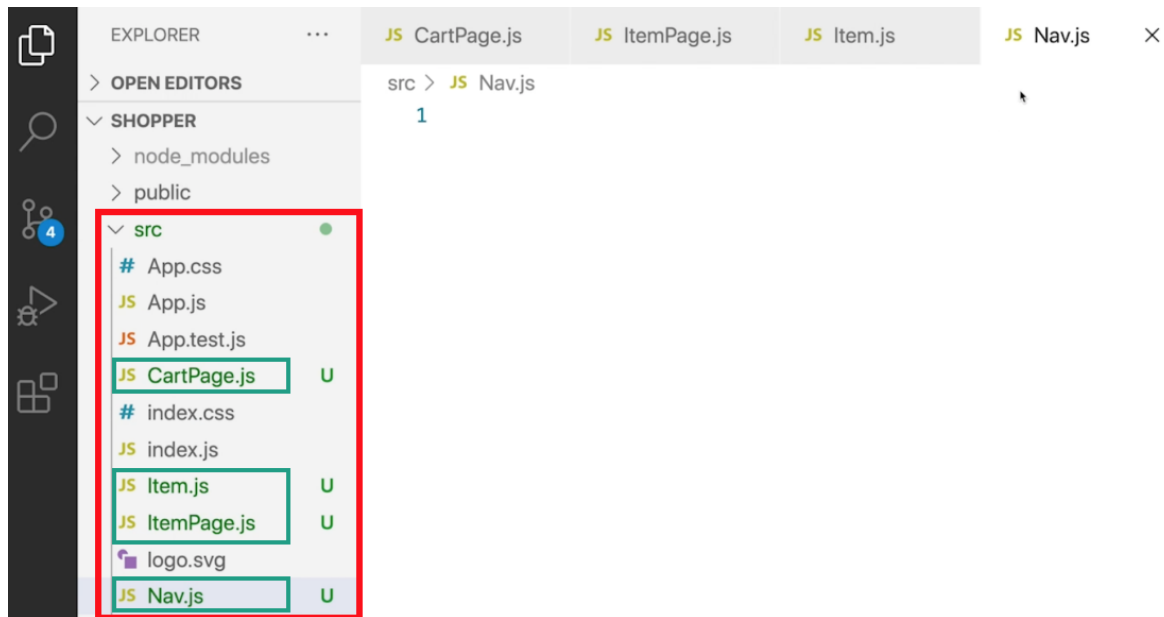 EXPLORER ...
JS CartPage.js JS ItemPage.js JS Item.js JS Nav.js
OPEN EDITORS
src > JS Nav.js
SHOPPER
1
node_modules
public
4
src
# App.css
JS App.js
JS App.test.js
JS CartPage.js U
# index.css
JS index.js
JS Item.js U
JS ItemPage.js U
logo.svg
JS Nav.js U